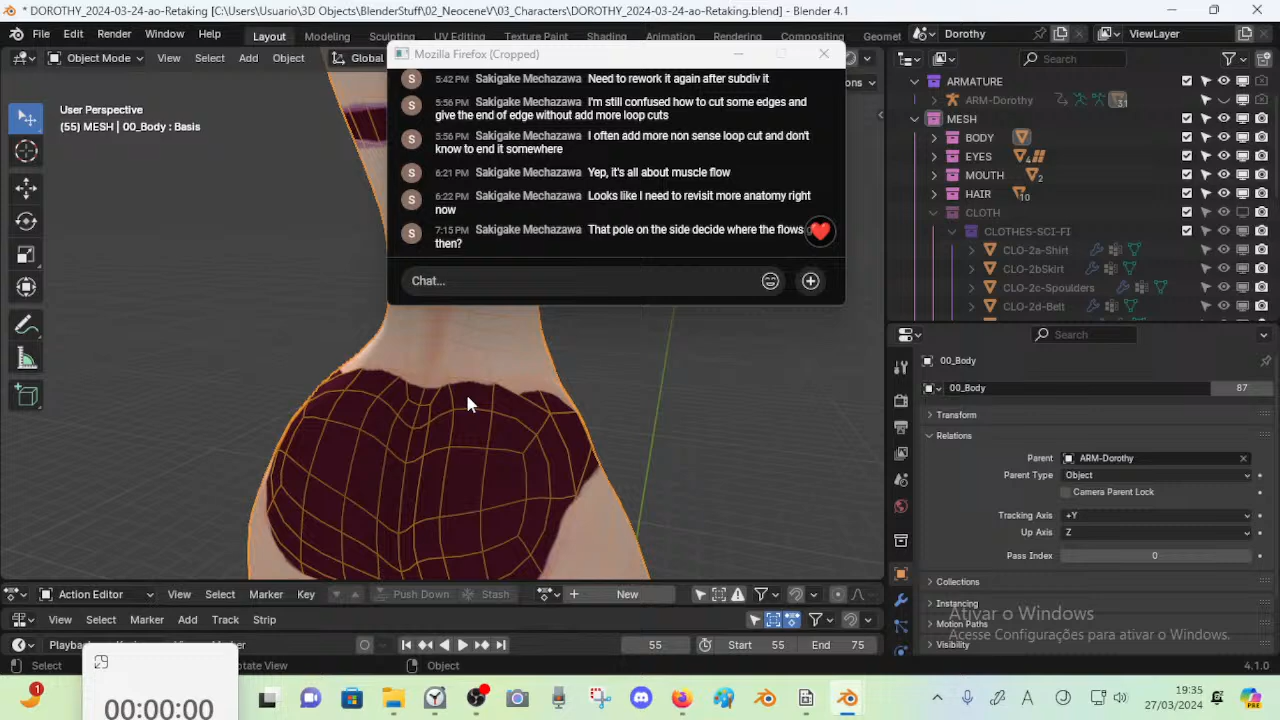 * DOROTHY_2024-03-24-ao-Retaking [C:\Users\Usuario\3D Objects\BlenderStuff\02_NeoceneV\03_Characters\DOROTHY_2024-03-24-ao-Retaking.blend] - Blender 4.1
File Edit Render Window Help Layout Modeling Sculpting UV Editing Texture Paint Shading Animation Rendering Compositing Geomet Dorothy ViewLayer
Object Mode View Select Add Object Global
Search
User Perspective
(55) MESH | 00_Body : Basis
Mozilla Firefox (Cropped)
5:42 PM Sakigake Mechazawa Need to rework it again after subdiv it
5:56 PM Sakigake Mechazawa I'm still confused how to cut some edges and
give the end of edge without add more loop cuts
5:56 PM Sakigake Mechazawa I often add more non sense loop cut and don't
know to end it somewhere
6:21 PM Sakigake Mechazawa Yep, it's all about muscle flow
6:22 PM Sakigake Mechazawa Looks like I need to revisit more anatomy right
now
7:15 PM Sakigake Mechazawa That pole on the side decide where the flows
then?
Chat...
ARMATURE
ARM-Dorothy 31
MESH
BODY
EYES 4
MOUTH 2
HAIR 10
CLOTH
CLOTHES-SCI-FI
CLO-2a-Shirt
CLO-2bSkirt
CLO-2c-Spoulders
CLO-2d-Belt
Search
00_Body
00_Body 87
Transform
Relations
Parent ARM-Dorothy
Parent Type Object
Camera Parent Lock
Tracking Axis +Y
Up Axis Z
Pass Index 0
Collections
Instancing
Motion Paths
Visibility
Ativar o Windows
Acesse Configurações para ativar o Windows.
Action Editor View Select Marker Key Push Down Stash New
View Select Marker Add Track Strip
55 Start 55 End 75
Select Rotate View Object 4.1.0
00:00:00
1
19:35
27/03/2024
PRE